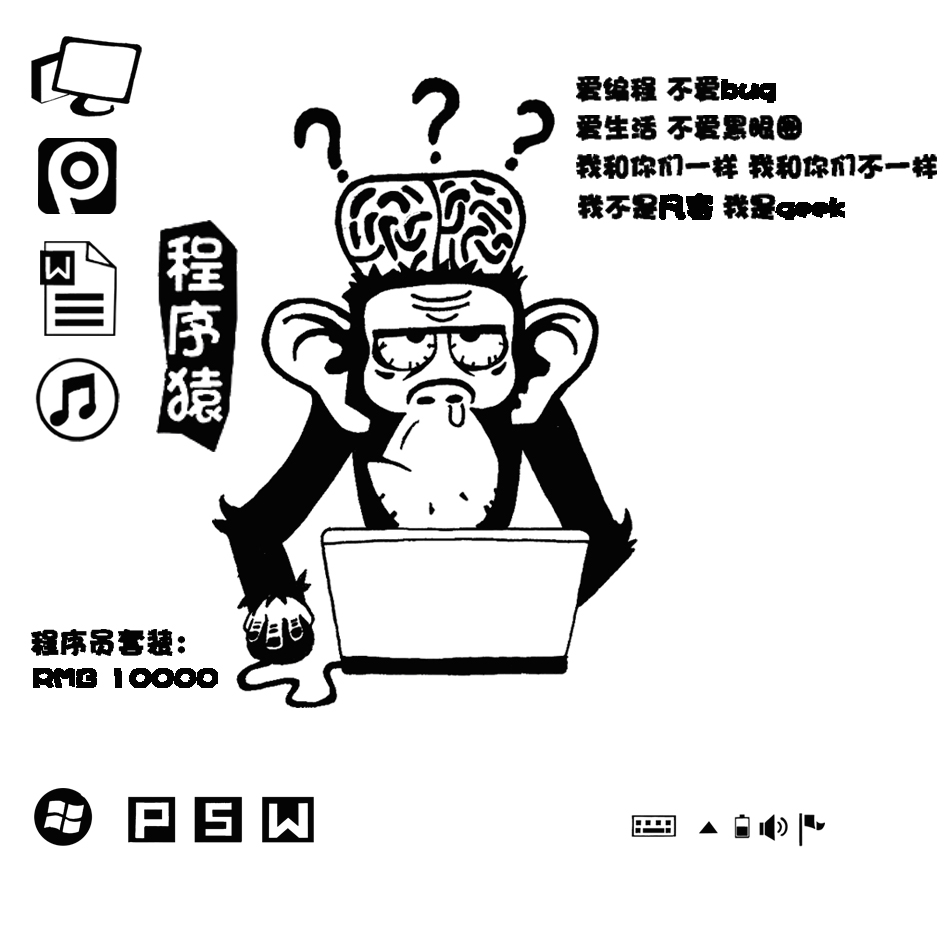 爱编程 不爱bug
爱生活 不爱黑眼圈
我和你们一样 我和你们不一样
我不是凡客 我是geek
W
程序猿
程序员套装:
RMB 10000
P S W